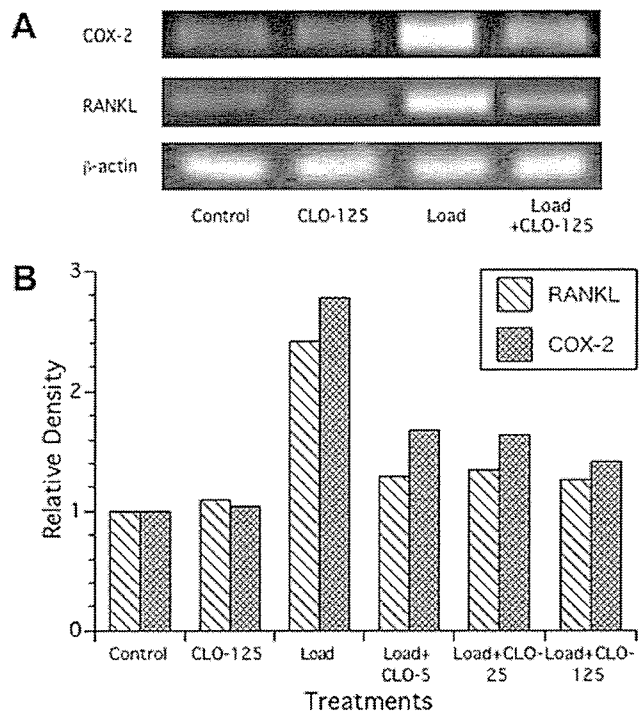 A
COX-2
RANKL
β-actin
Control CLO-125 Load Load
+CLO-125
B
3
RANKL
COX-2
2
1
0
Relative Density
Control CLO-125 Load Load+ Load+CLO- Load+CLO-
CLO-5 25 125
Treatments